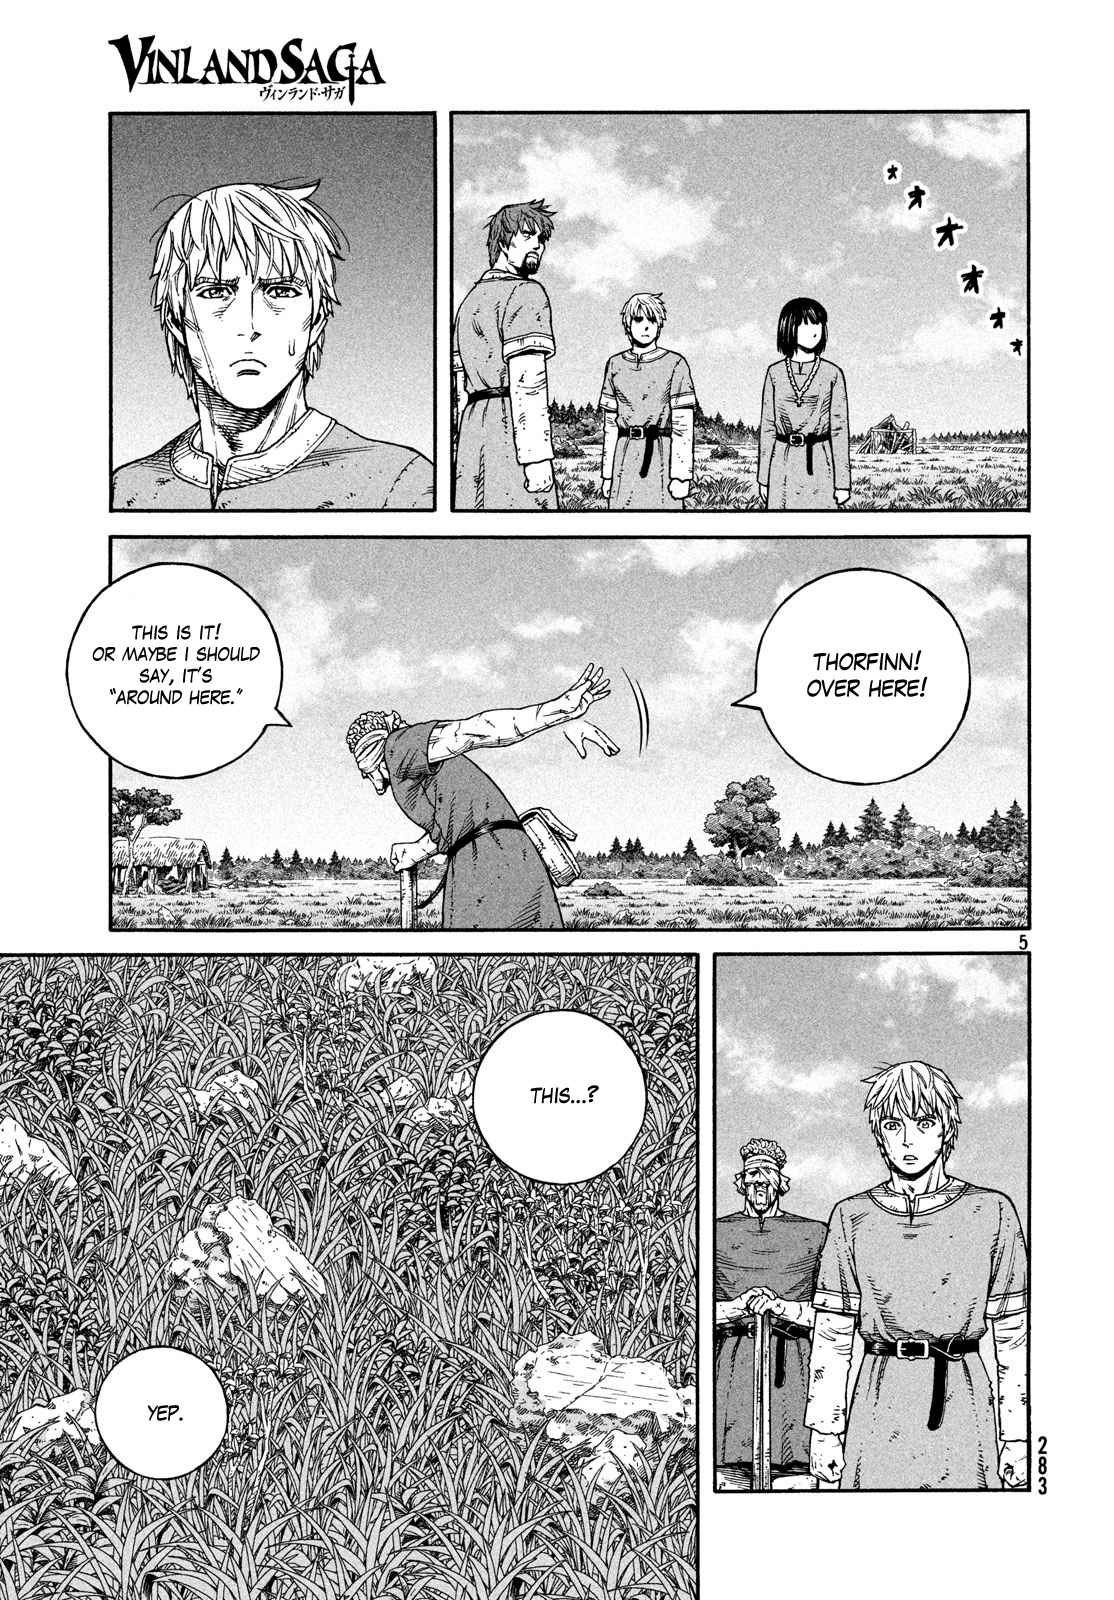 VINLAND SAGA
ヴィンランド・サガ
オオオオオオオ
THORFINN!
OVER HERE!
THIS IS IT!
OR MAYBE I SHOULD
SAY, IT'S
"AROUND HERE."
5
THIS...?
YEP.
283